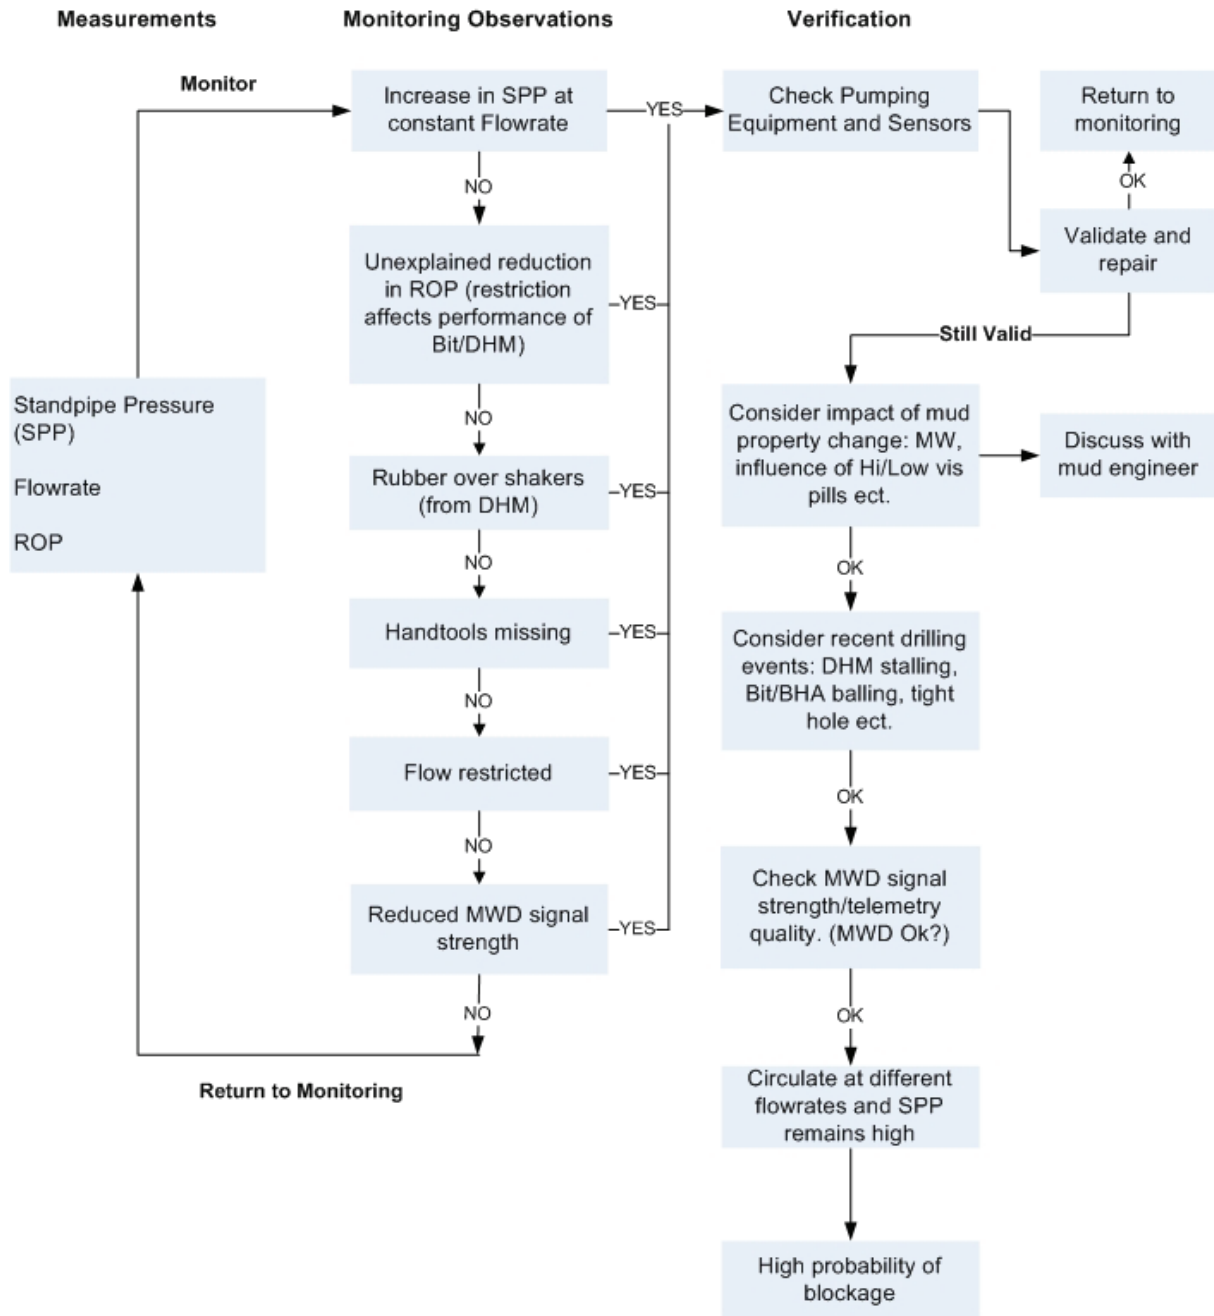 Measurements
Monitoring Observations
Verification
Monitor
Increase in SPP at
constant Flowrate
YES
Check Pumping
Equipment and Sensors
Return to
monitoring
NO
OK
Validate and
repair
Unexplained reduction
in ROP (restriction
affects performance of
Bit/DHM)
YES
Still Valid
Standpipe Pressure
(SPP)
Flowrate
ROP
NO
Consider impact of mud
property change: MW,
influence of Hi/Low vis
pills ect.
Discuss with
mud engineer
Rubber over shakers
(from DHM)
YES
NO
OK
Handtools missing
YES
Consider recent drilling
events: DHM stalling,
Bit/BHA balling, tight
hole ect.
NO
Flow restricted
YES
OK
NO
Check MWD signal
strength/telemetry
quality. (MWD Ok?)
Reduced MWD signal
strength
YES
NO
OK
Return to Monitoring
Circulate at different
flowrates and SPP
remains high
High probability of
blockage